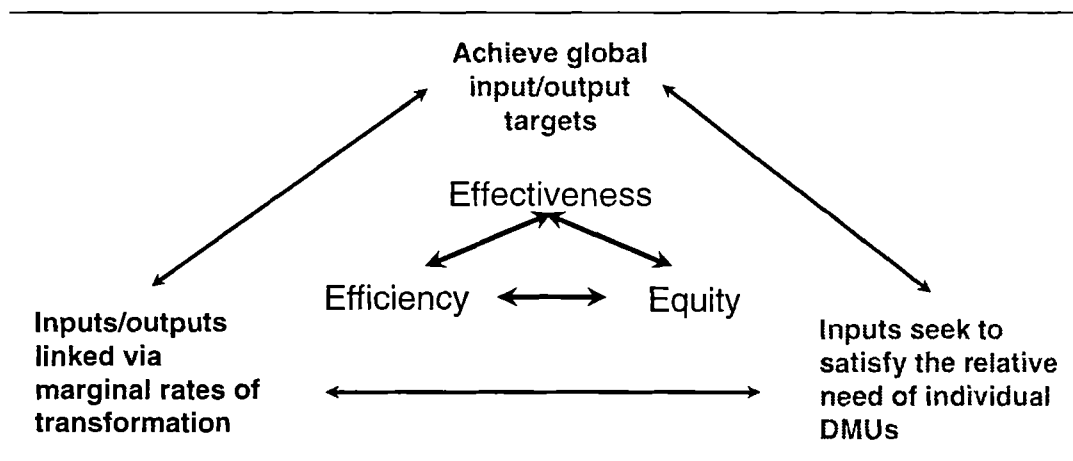 Achieve global
input/output
targets
Effectiveness
Efficiency
Equity
Inputs/outputs
linked via
marginal rates of
transformation
Inputs seek to
satisfy the relative
need of individual
DMUs